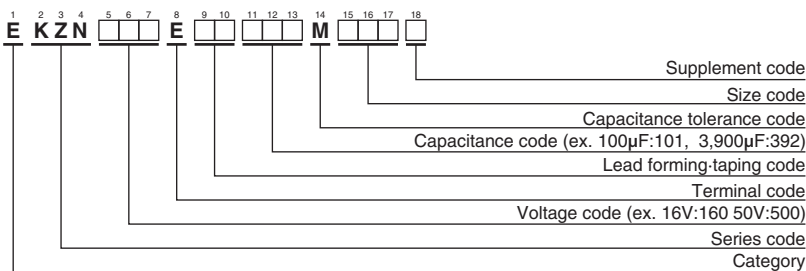 1 2 3 4 5 6 7 8 9 10 11 12 13 14 15 16 17 18
E K Z N □ □ □ E □ □ □ □ □ M □ □ □ □
Supplement code
Size code
Capacitance tolerance code
Capacitance code (ex. 100μF:101, 3,900μF:392)
Lead forming·taping code
Terminal code
Voltage code (ex. 16V:160 50V:500)
Series code
Category